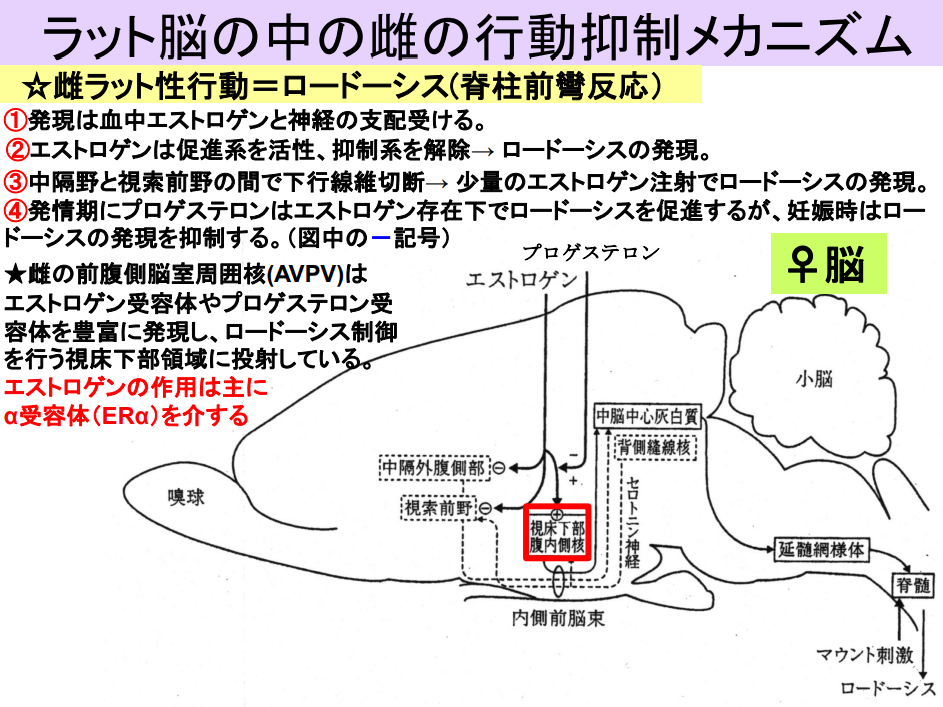 ラット脳の中の雌の行動抑制メカニズム
☆雌ラット性行動＝ロードーシス(脊柱前彎反応）
①発現は血中エストロゲンと神経の支配受ける。
②エストロゲンは促進系を活性、抑制系を解除→ ロードーシスの発現。
③中隔野と視索前野の間で下行線維切断→ 少量のエストロゲン注射でロードーシスの発現。
④発情期にプロゲステロンはエストロゲン存在下でロードーシスを促進するが、妊娠時はロー
ドーシスの発現を抑制する。（図中の－記号）
★雌の前腹側脳室周囲核(AVPV)は
エストロゲン受容体やプロゲステロン受
容体を豊富に発現し、ロードーシス制御
を行う視床下部領域に投射している。
エストロゲンの作用は主に
α受容体（ERα）を介する
プロゲステロン
エストロゲン
♀脳
小脳
中脳中心灰白質
背側縫線核
中隔外腹側部
⊖
−
+
嗅球
視索前野
⊖
セロトニン神経
⊕
視床下部
腹内側核
延髄網様体
脊髄
内側前脳束
マウント刺激
ロードーシス